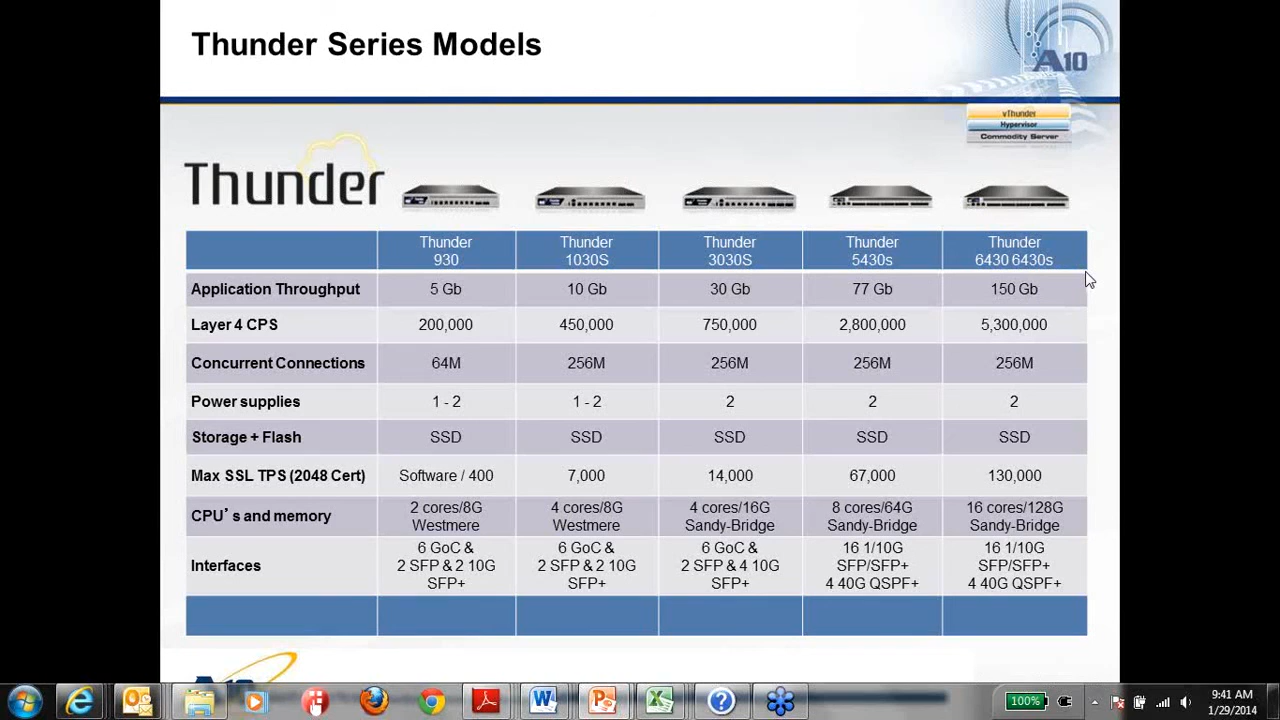 Thunder Series Models
A10
vThunder
Hypervisor
Commodity Server
Thunder
Thunder 930
Thunder 1030S
Thunder 3030S
Thunder 5430s
Thunder 6430 6430s
Application Throughput 5 Gb 10 Gb 30 Gb 77 Gb 150 Gb
Layer 4 CPS 200,000 450,000 750,000 2,800,000 5,300,000
Concurrent Connections 64M 256M 256M 256M 256M
Power supplies 1 - 2 1 - 2 2 2 2
Storage + Flash SSD SSD SSD SSD SSD
Max SSL TPS (2048 Cert) Software / 400 7,000 14,000 67,000 130,000
CPU's and memory 2 cores/8G Westmere 4 cores/8G Westmere 4 cores/16G Sandy-Bridge 8 cores/64G Sandy-Bridge 16 cores/128G Sandy-Bridge
Interfaces 6 GoC & 2 SFP & 2 10G SFP+ 6 GoC & 2 SFP & 2 10G SFP+ 6 GoC & 2 SFP & 4 10G SFP+ 16 1/10G SFP/SFP+ 4 40G QSPF+ 16 1/10G SFP/SFP+ 4 40G QSPF+
100%
9:41 AM
1/29/2014